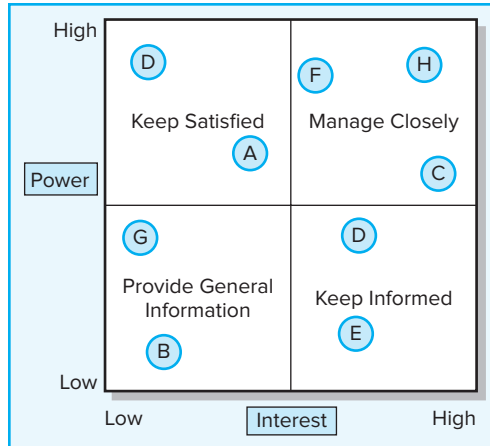 High
D
F
H
Keep Satisfied
Manage Closely
A
C
Power
G
D
Provide General
Information
Keep Informed
E
B
Low
Low
Interest
High